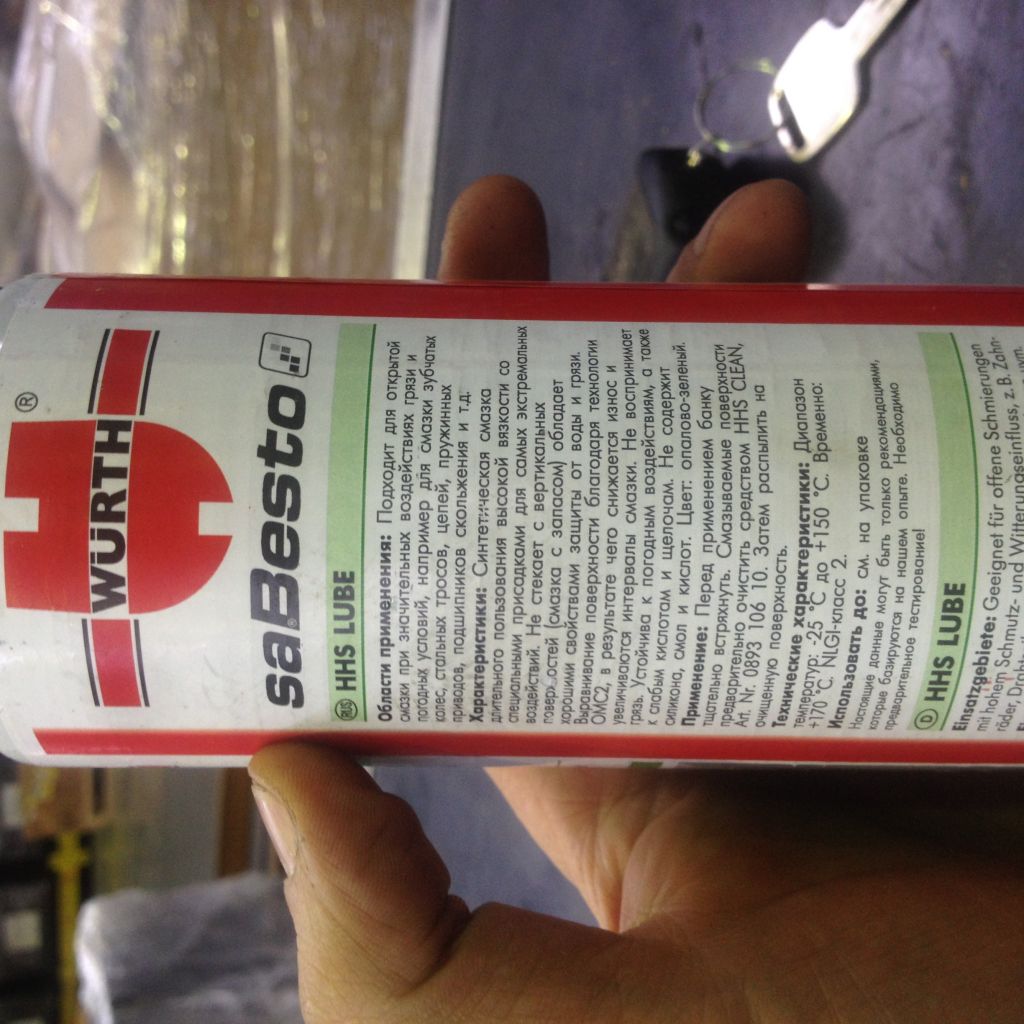 WÜRTH
®
saBesto
RUS HHS LUBE
Области применения: Подходит для открытой
смазки при значительных воздействиях грязи и
погодных условий, например для смазки зубчатых
колес, стальных тросов, цепей, пружинных
приводов, подшипников скольжения и т.д.
Характеристики: Синтетическая смазка
длительного пользования высокой вязкости со
специальными присадками для самых экстремальных
воздействий. Не стекает с вертикальных
поверхностей (смазка с запасом) обладает
хорошими свойствами защиты от воды и грязи.
Выравнивание поверхности благодаря технологии
OMC2, в результате чего снижается износ и
увеличиваются интервалы смазки. Не воспринимает
грязь. Устойчива к погодным воздействиям, а также
к слабым кислотам и щелочам. Не содержит
силикона, смол и кислот. Цвет: опалово-зеленый.
Применение: Перед применением банку
тщательно встряхнуть. Смазываемые поверхности
предварительно очистить средством HHS CLEAN,
Art. Nr. 0893 106 10. Затем распылить на
очищенную поверхность.
Технические характеристики: Диапазон
температур: -25 °C до +150 °C. Временно:
+170 °C. NLGI-класс 2.
Использовать до: см. на упаковке
Настоящие данные могут быть только рекомендациями,
которые базируются на нашем опыте. Необходимо
предварительное тестирование!
D HHS LUBE
Einsatzgebiete: Geeignet für offene Schmierungen
mit hohem Schmutz- und Witterungseinfluss, z. B. Zahn-
räder,